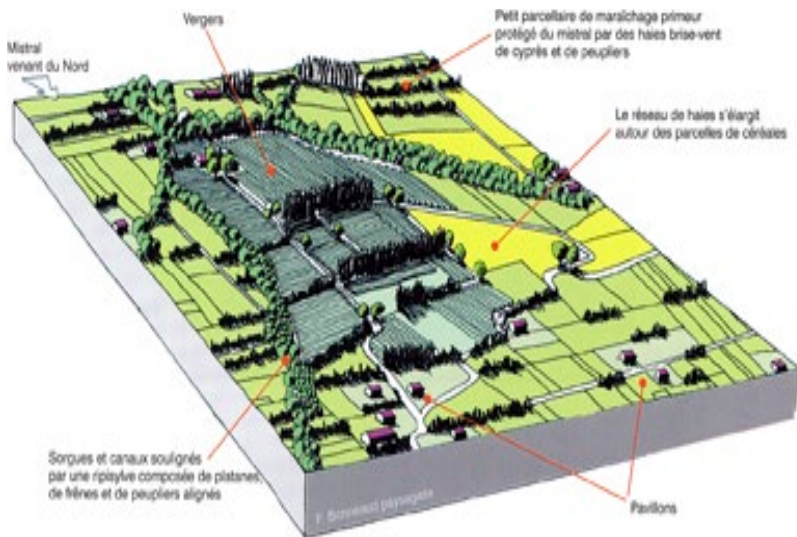 Vergers
Petit parcellaire de maraîchage primeur
protégé du mistral par des haies brise-vent
de cyprès et de peupliers
Mistral
venant du Nord
Le réseau de haies s'élargit
autour des parcelles de céréales
Sorgues et canaux soulignés
par une ripisylve composée de platanes,
de frênes et de peupliers alignés
Pavillons